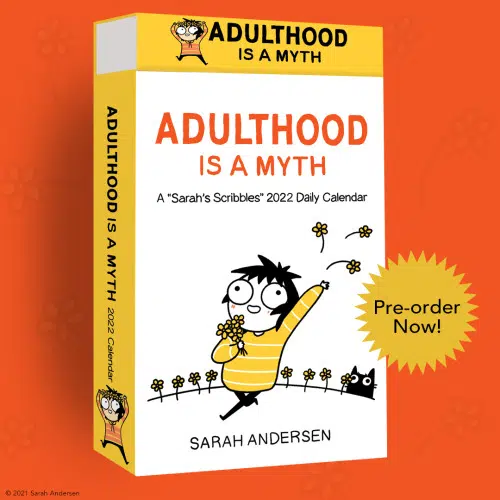 ADULTHOOD
IS A MYTH
ADULTHOOD IS A MYTH 2022 Calendar
ADULTHOOD
IS A MYTH
A "Sarah's Scribbles" 2022 Daily Calendar
Pre-order
Now!
SARAH ANDERSEN
© 2021 Sarah Andersen